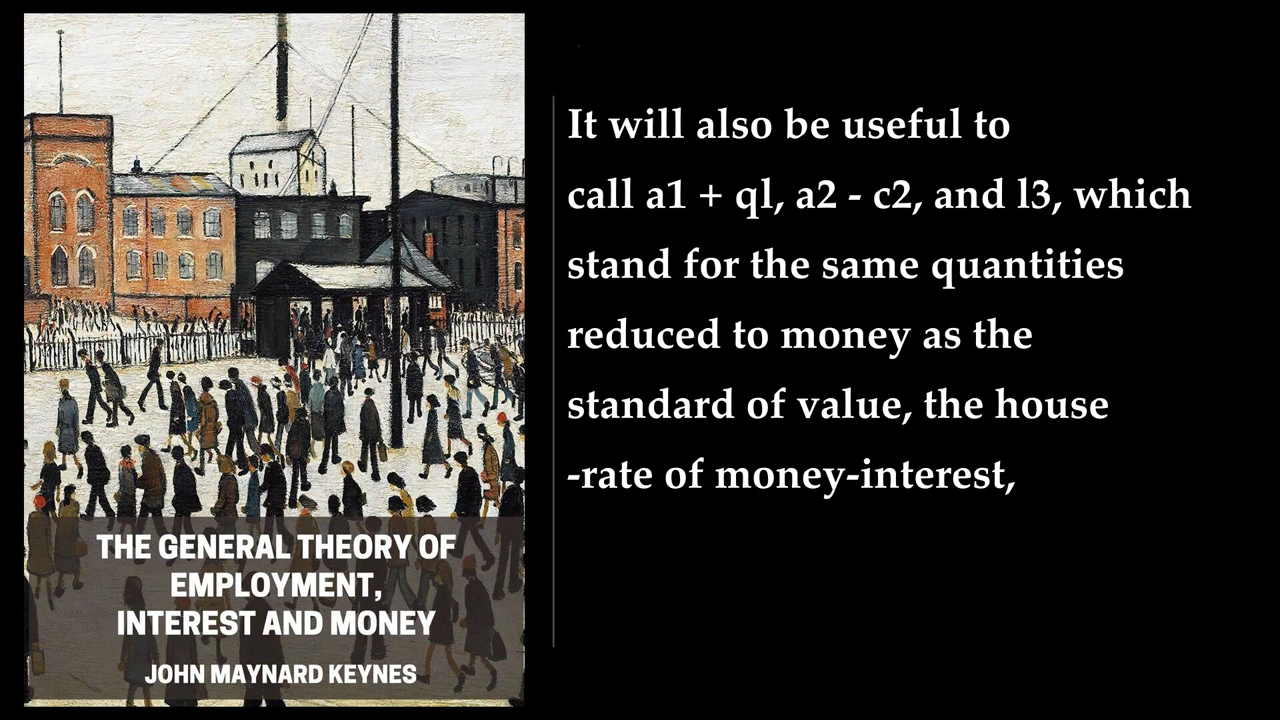 THE GENERAL THEORY OF
EMPLOYMENT,
INTEREST AND MONEY
JOHN MAYNARD KEYNES
It will also be useful to
call a1 + ql, a2 - c2, and l3, which
stand for the same quantities
reduced to money as the
standard of value, the house
-rate of money-interest,